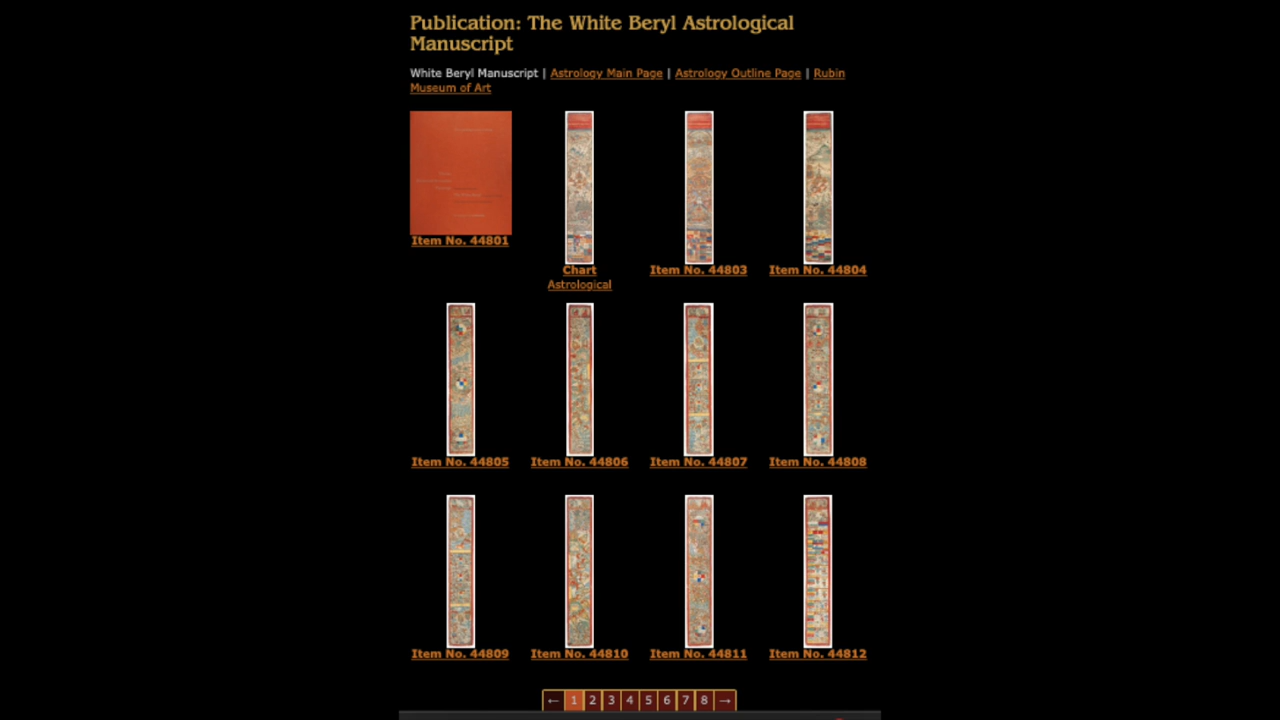 Publication: The White Beryl Astrological
Manuscript
White Beryl Manuscript | Astrology Main Page | Astrology Outline Page | Rubin
Museum of Art
Item No. 44801
Chart
Astrological
Item No. 44803
Item No. 44804
Item No. 44805
Item No. 44806
Item No. 44807
Item No. 44808
Item No. 44809
Item No. 44810
Item No. 44811
Item No. 44812
← 1 2 3 4 5 6 7 8 →